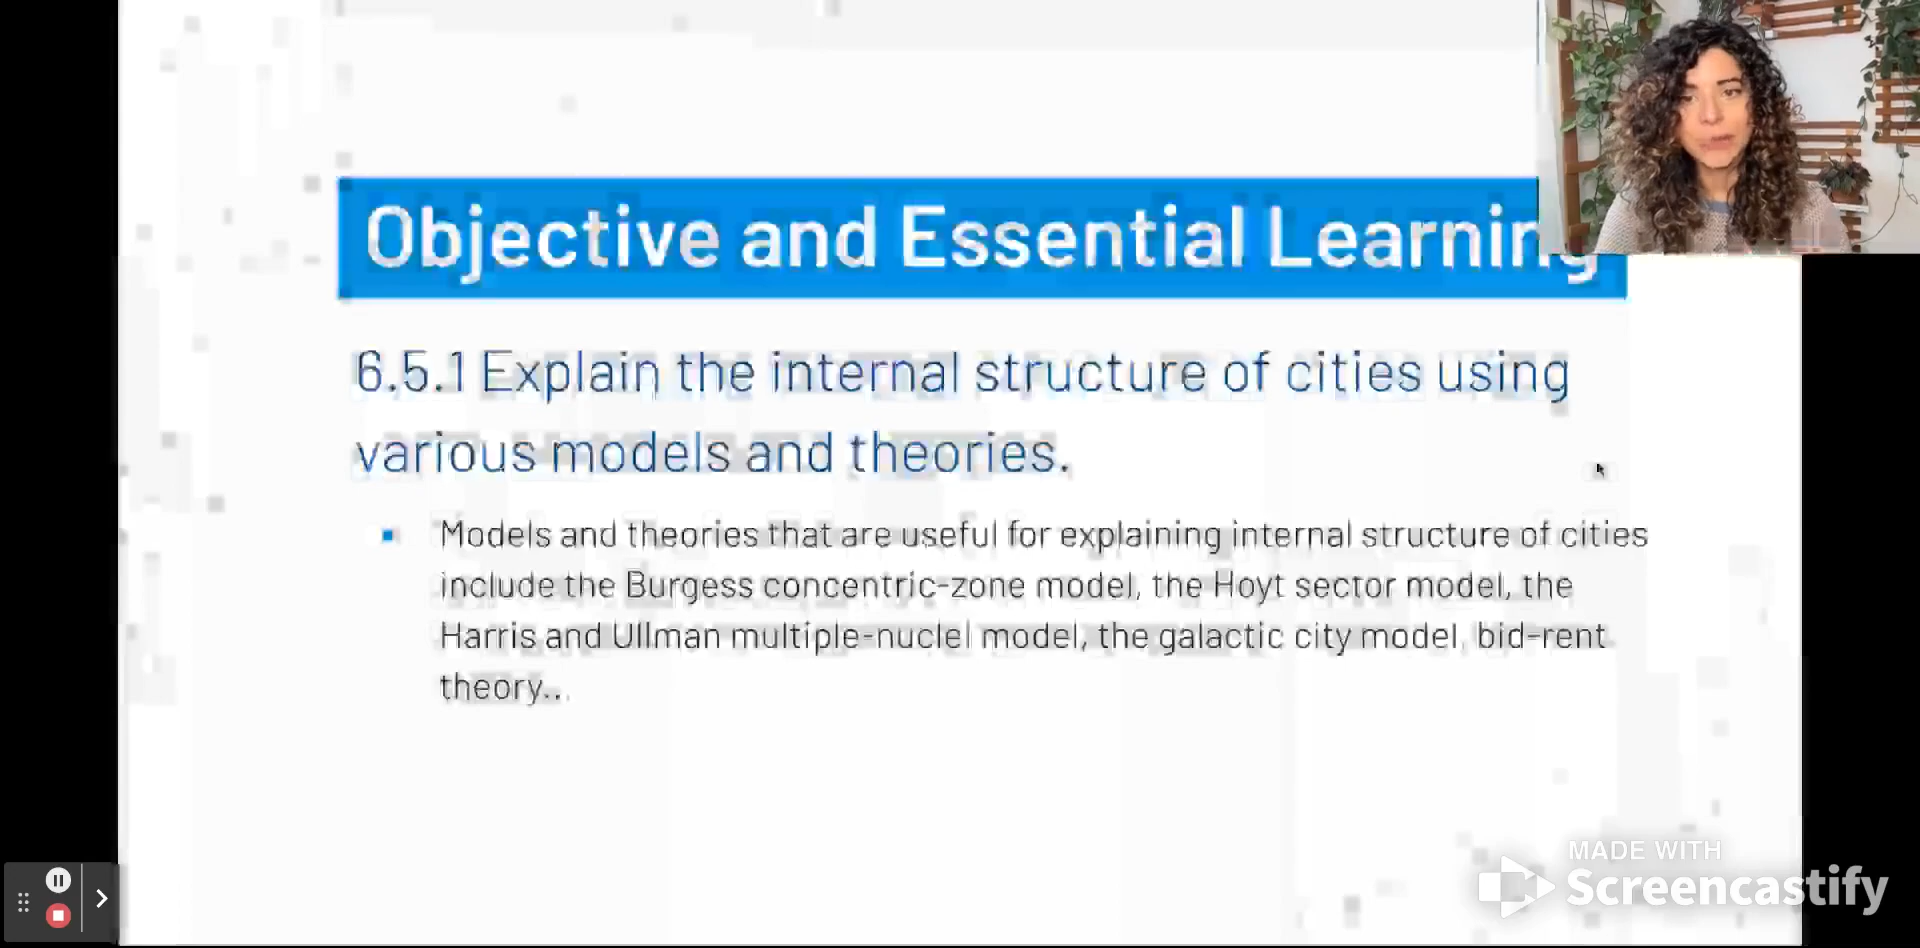 Objective and Essential Learning
6.5.1 Explain the internal structure of cities using
various models and theories.
Models and theories that are useful for explaining internal structure of cities
include the Burgess concentric-zone model, the Hoyt sector model, the
Harris and Ullman multiple-nuclei model, the galactic city model, bid-rent
theory...
MADE WITH
Screencastify